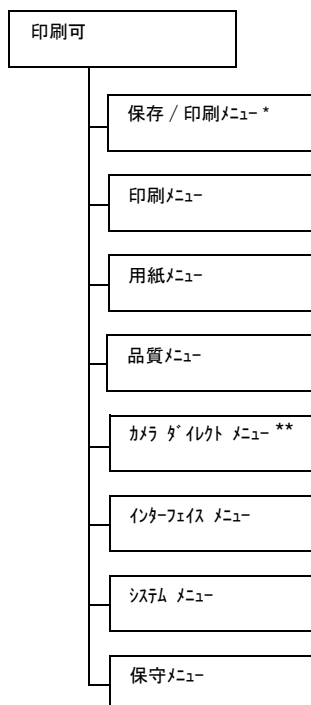 印刷可
保存 / 印刷ﾒﾆｭｰ *
印刷ﾒﾆｭｰ
用紙ﾒﾆｭｰ
品質ﾒﾆｭｰ
ｶﾒﾗ ﾀﾞｲﾚｸﾄ ﾒﾆｭｰ **
ｲﾝﾀｰﾌｪｲｽ ﾒﾆｭｰ
ｼｽﾃﾑ ﾒﾆｭｰ
保守ﾒﾆｭｰ